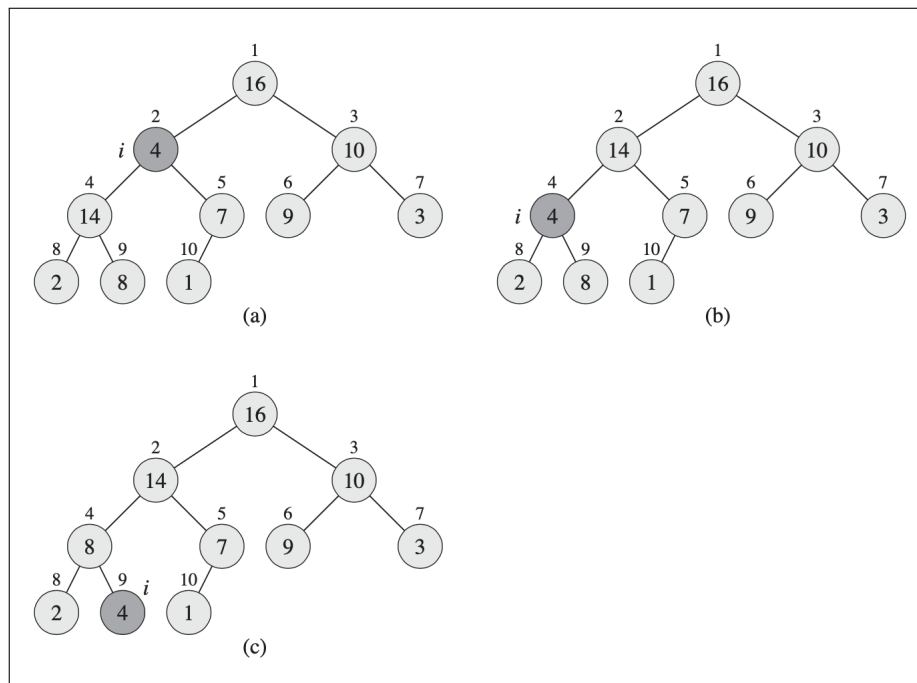 1 1
16 16
2 3 2 3
i 4 10 14 10
4 5 6 7 4 5 6 7
14 7 9 3 i 4 7 9 3
8 9 10 8 9 10
2 8 1 2 8 1
(a) (b)
1
16
2 3
14 10
4 5 6 7
8 7 9 3
8 9 i 10
2 4 1
(c)